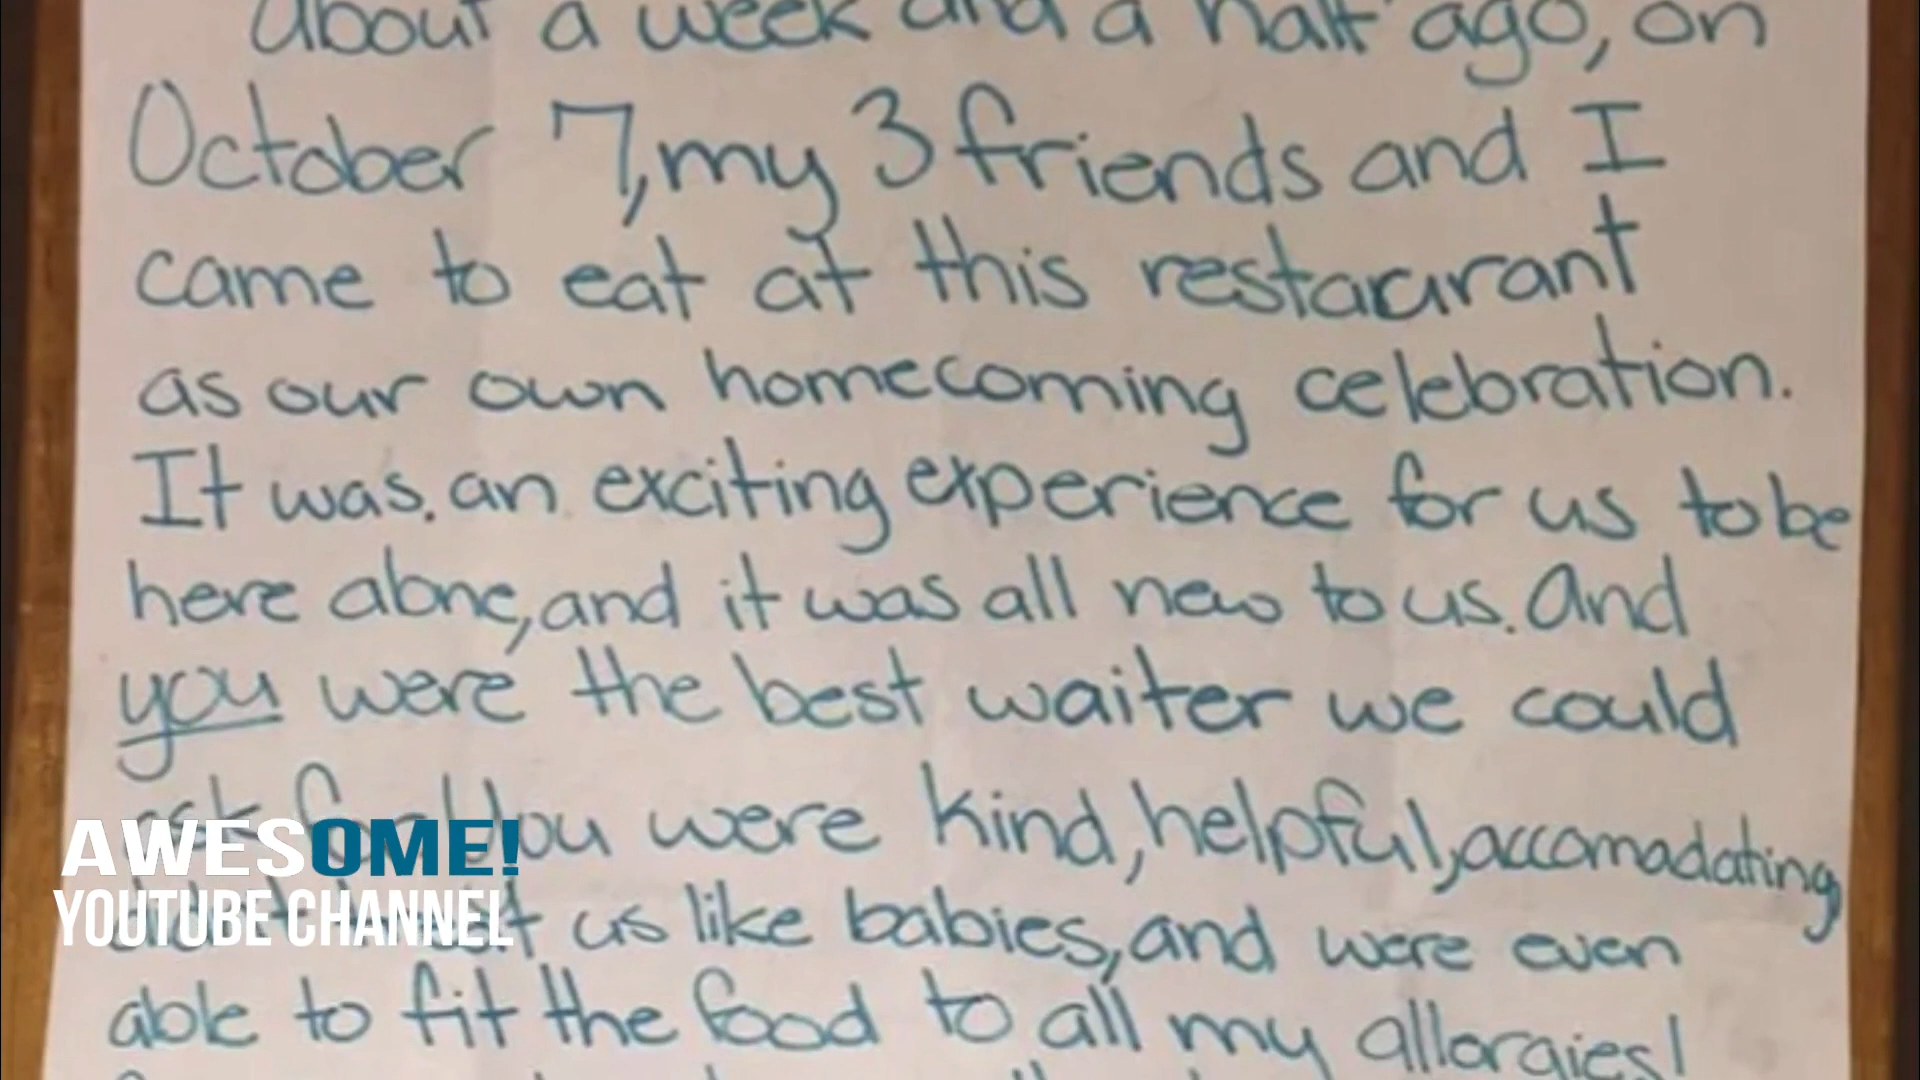 about a week and a half ago, on
October 7, my 3 friends and I
came to eat at this restaurant
as our own homecoming celebration.
It was. an exciting experience for us to be
here alone, and it was all new to us. And
you were the best waiter we could
ask for! You were kind, helpful, accomadating
us like babies, and were even
able to fit the food to all my allergies!
AWESOME!
YOUTUBE CHANNEL